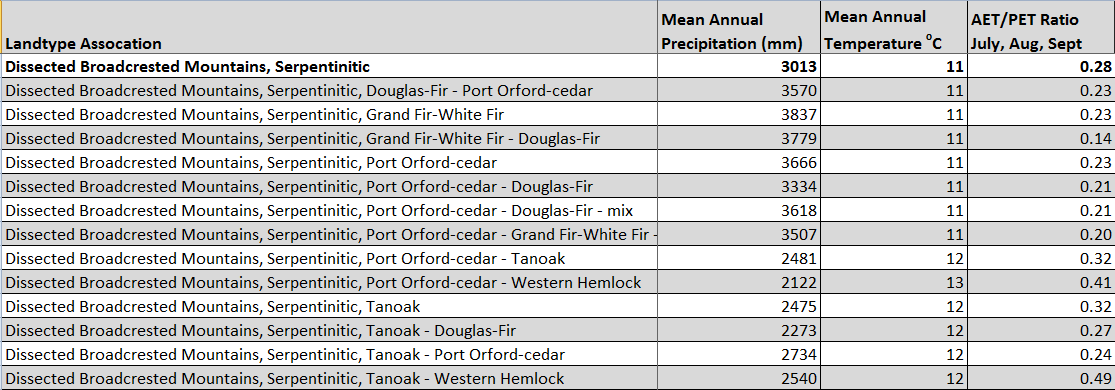 Landtype Assocation Mean Annual Precipitation (mm) Mean Annual Temperature ⁰C AET/PET Ratio July, Aug, Sept
Dissected Broadcrested Mountains, Serpentinitic 3013 11 0.28
Dissected Broadcrested Mountains, Serpentinitic, Douglas-Fir - Port Orford-cedar 3570 11 0.23
Dissected Broadcrested Mountains, Serpentinitic, Grand Fir-White Fir 3837 11 0.23
Dissected Broadcrested Mountains, Serpentinitic, Grand Fir-White Fir - Douglas-Fir 3779 11 0.14
Dissected Broadcrested Mountains, Serpentinitic, Port Orford-cedar 3666 11 0.23
Dissected Broadcrested Mountains, Serpentinitic, Port Orford-cedar - Douglas-Fir 3334 11 0.21
Dissected Broadcrested Mountains, Serpentinitic, Port Orford-cedar - Douglas-Fir - mix 3618 11 0.21
Dissected Broadcrested Mountains, Serpentinitic, Port Orford-cedar - Grand Fir-White Fir - 3507 11 0.20
Dissected Broadcrested Mountains, Serpentinitic, Port Orford-cedar - Tanoak 2481 12 0.32
Dissected Broadcrested Mountains, Serpentinitic, Port Orford-cedar - Western Hemlock 2122 13 0.41
Dissected Broadcrested Mountains, Serpentinitic, Tanoak 2475 12 0.32
Dissected Broadcrested Mountains, Serpentinitic, Tanoak - Douglas-Fir 2273 12 0.27
Dissected Broadcrested Mountains, Serpentinitic, Tanoak - Port Orford-cedar 2734 12 0.24
Dissected Broadcrested Mountains, Serpentinitic, Tanoak - Western Hemlock 2540 12 0.49